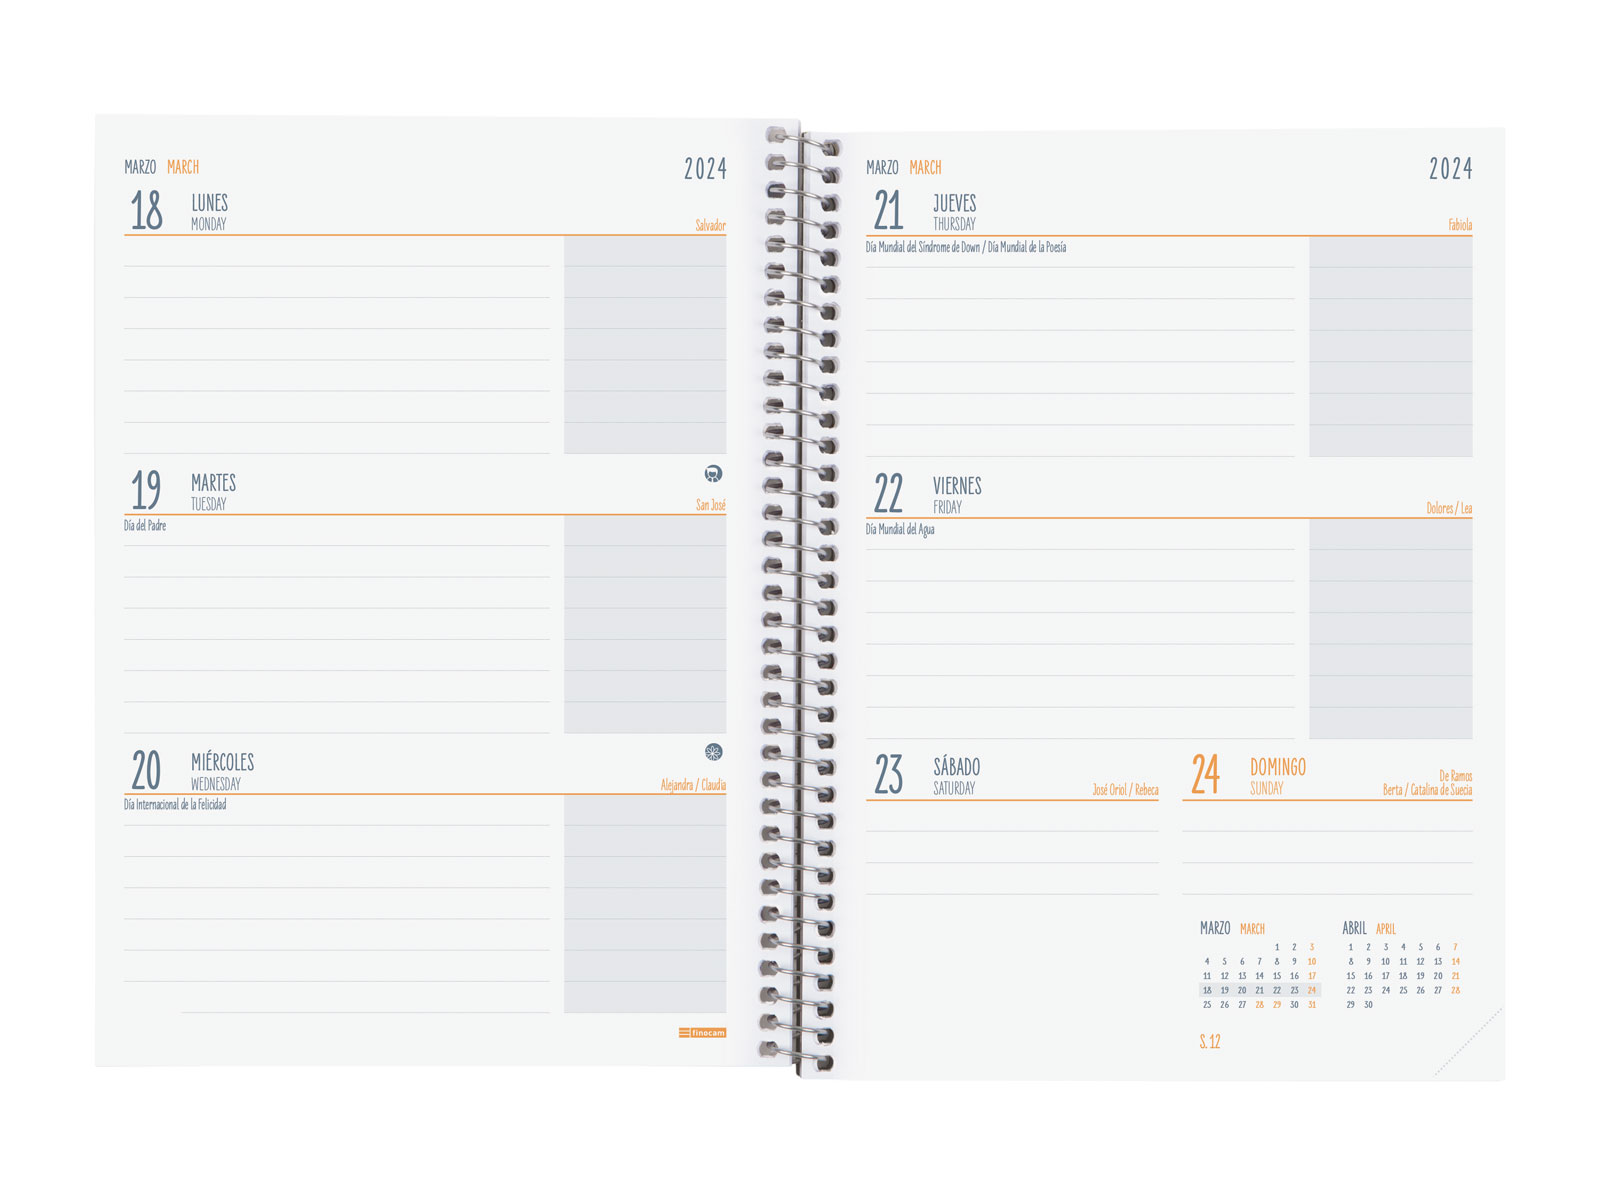 MARZO MARCH 2024
18 LUNES
MONDAY
Salvador
19 MARTES
TUESDAY
San José
Día del Padre
20 MIÉRCOLES
WEDNESDAY
Alejandra / Claudia
Día Internacional de la Felicidad
finocam
MARZO MARCH 2024
21 JUEVES
THURSDAY
Fabiola
Día Mundial del Síndrome de Down / Día Mundial de la Poesía
22 VIERNES
FRIDAY
Dolores / Lea
Día Mundial del Agua
23 SÁBADO
SATURDAY
José Oriol / Rebeca
24 DOMINGO
SUNDAY
De Ramos
Berta / Catalina de Suecia
MARZO MARCH
1 2 3
4 5 6 7 8 9 10
11 12 13 14 15 16 17
18 19 20 21 22 23 24
25 26 27 28 29 30 31
ABRIL APRIL
1 2 3 4 5 6 7
8 9 10 11 12 13 14
15 16 17 18 19 20 21
22 23 24 25 26 27 28
29 30
S. 12